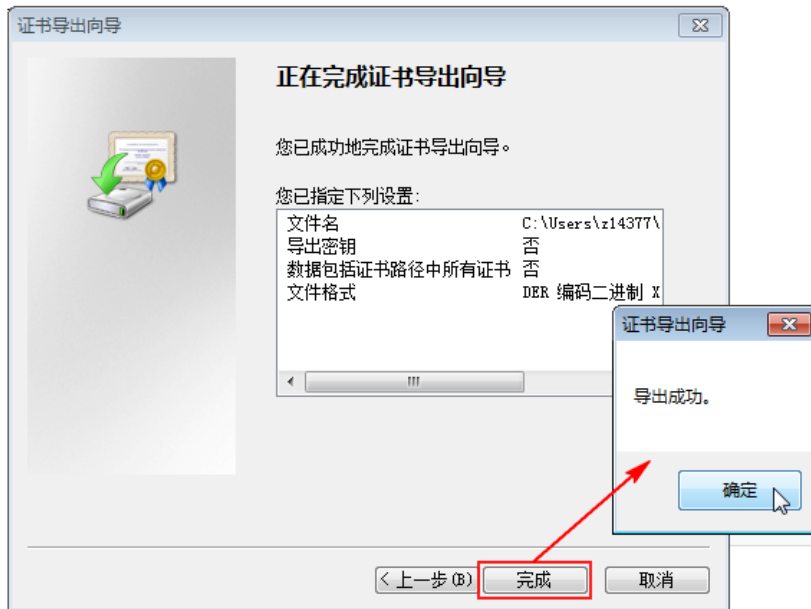 证书导出向导
正在完成证书导出向导
您已成功地完成证书导出向导。
您已指定下列设置:
文件名 C:\Users\z14377\
导出密钥 否
数据包括证书路径中所有证书 否
文件格式 DER 编码二进制 X
证书导出向导
导出成功。
确定
< 上一步(B) 完成 取消